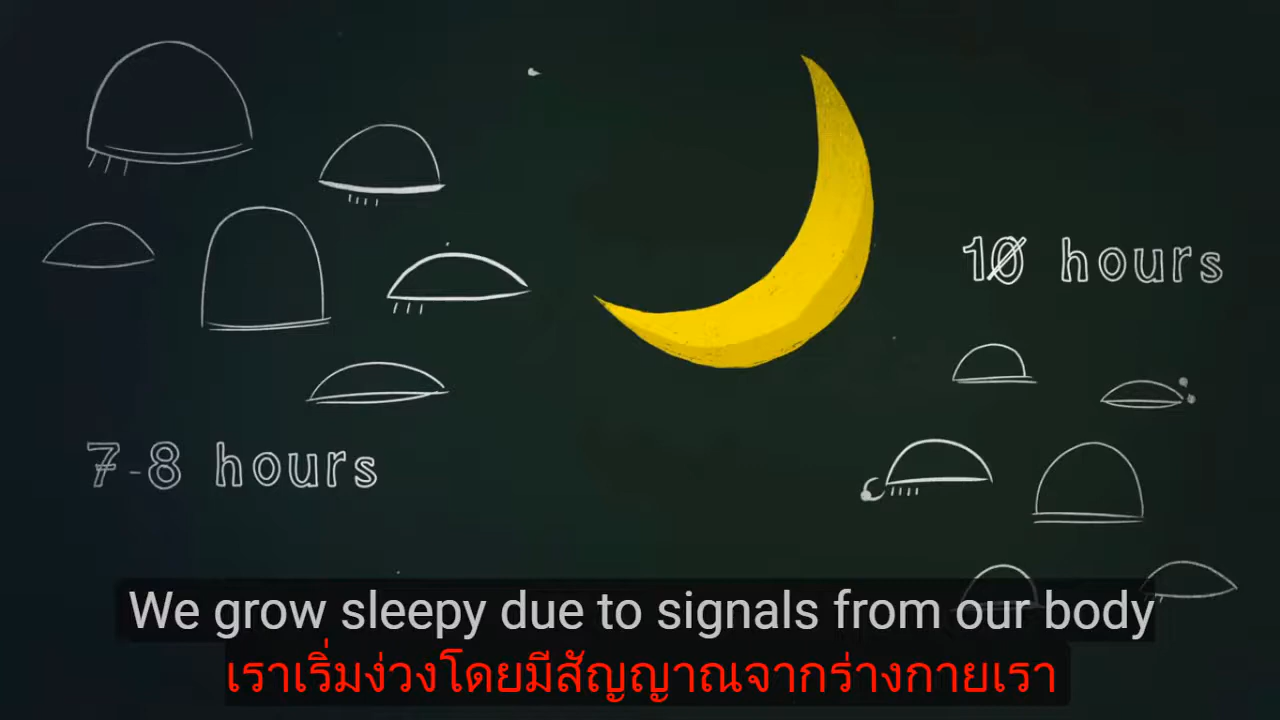 10 hours
7-8 hours
We grow sleepy due to signals from our body
เราเริ่มง่วงโดยมีสัญญาณจากร่างกายเรา